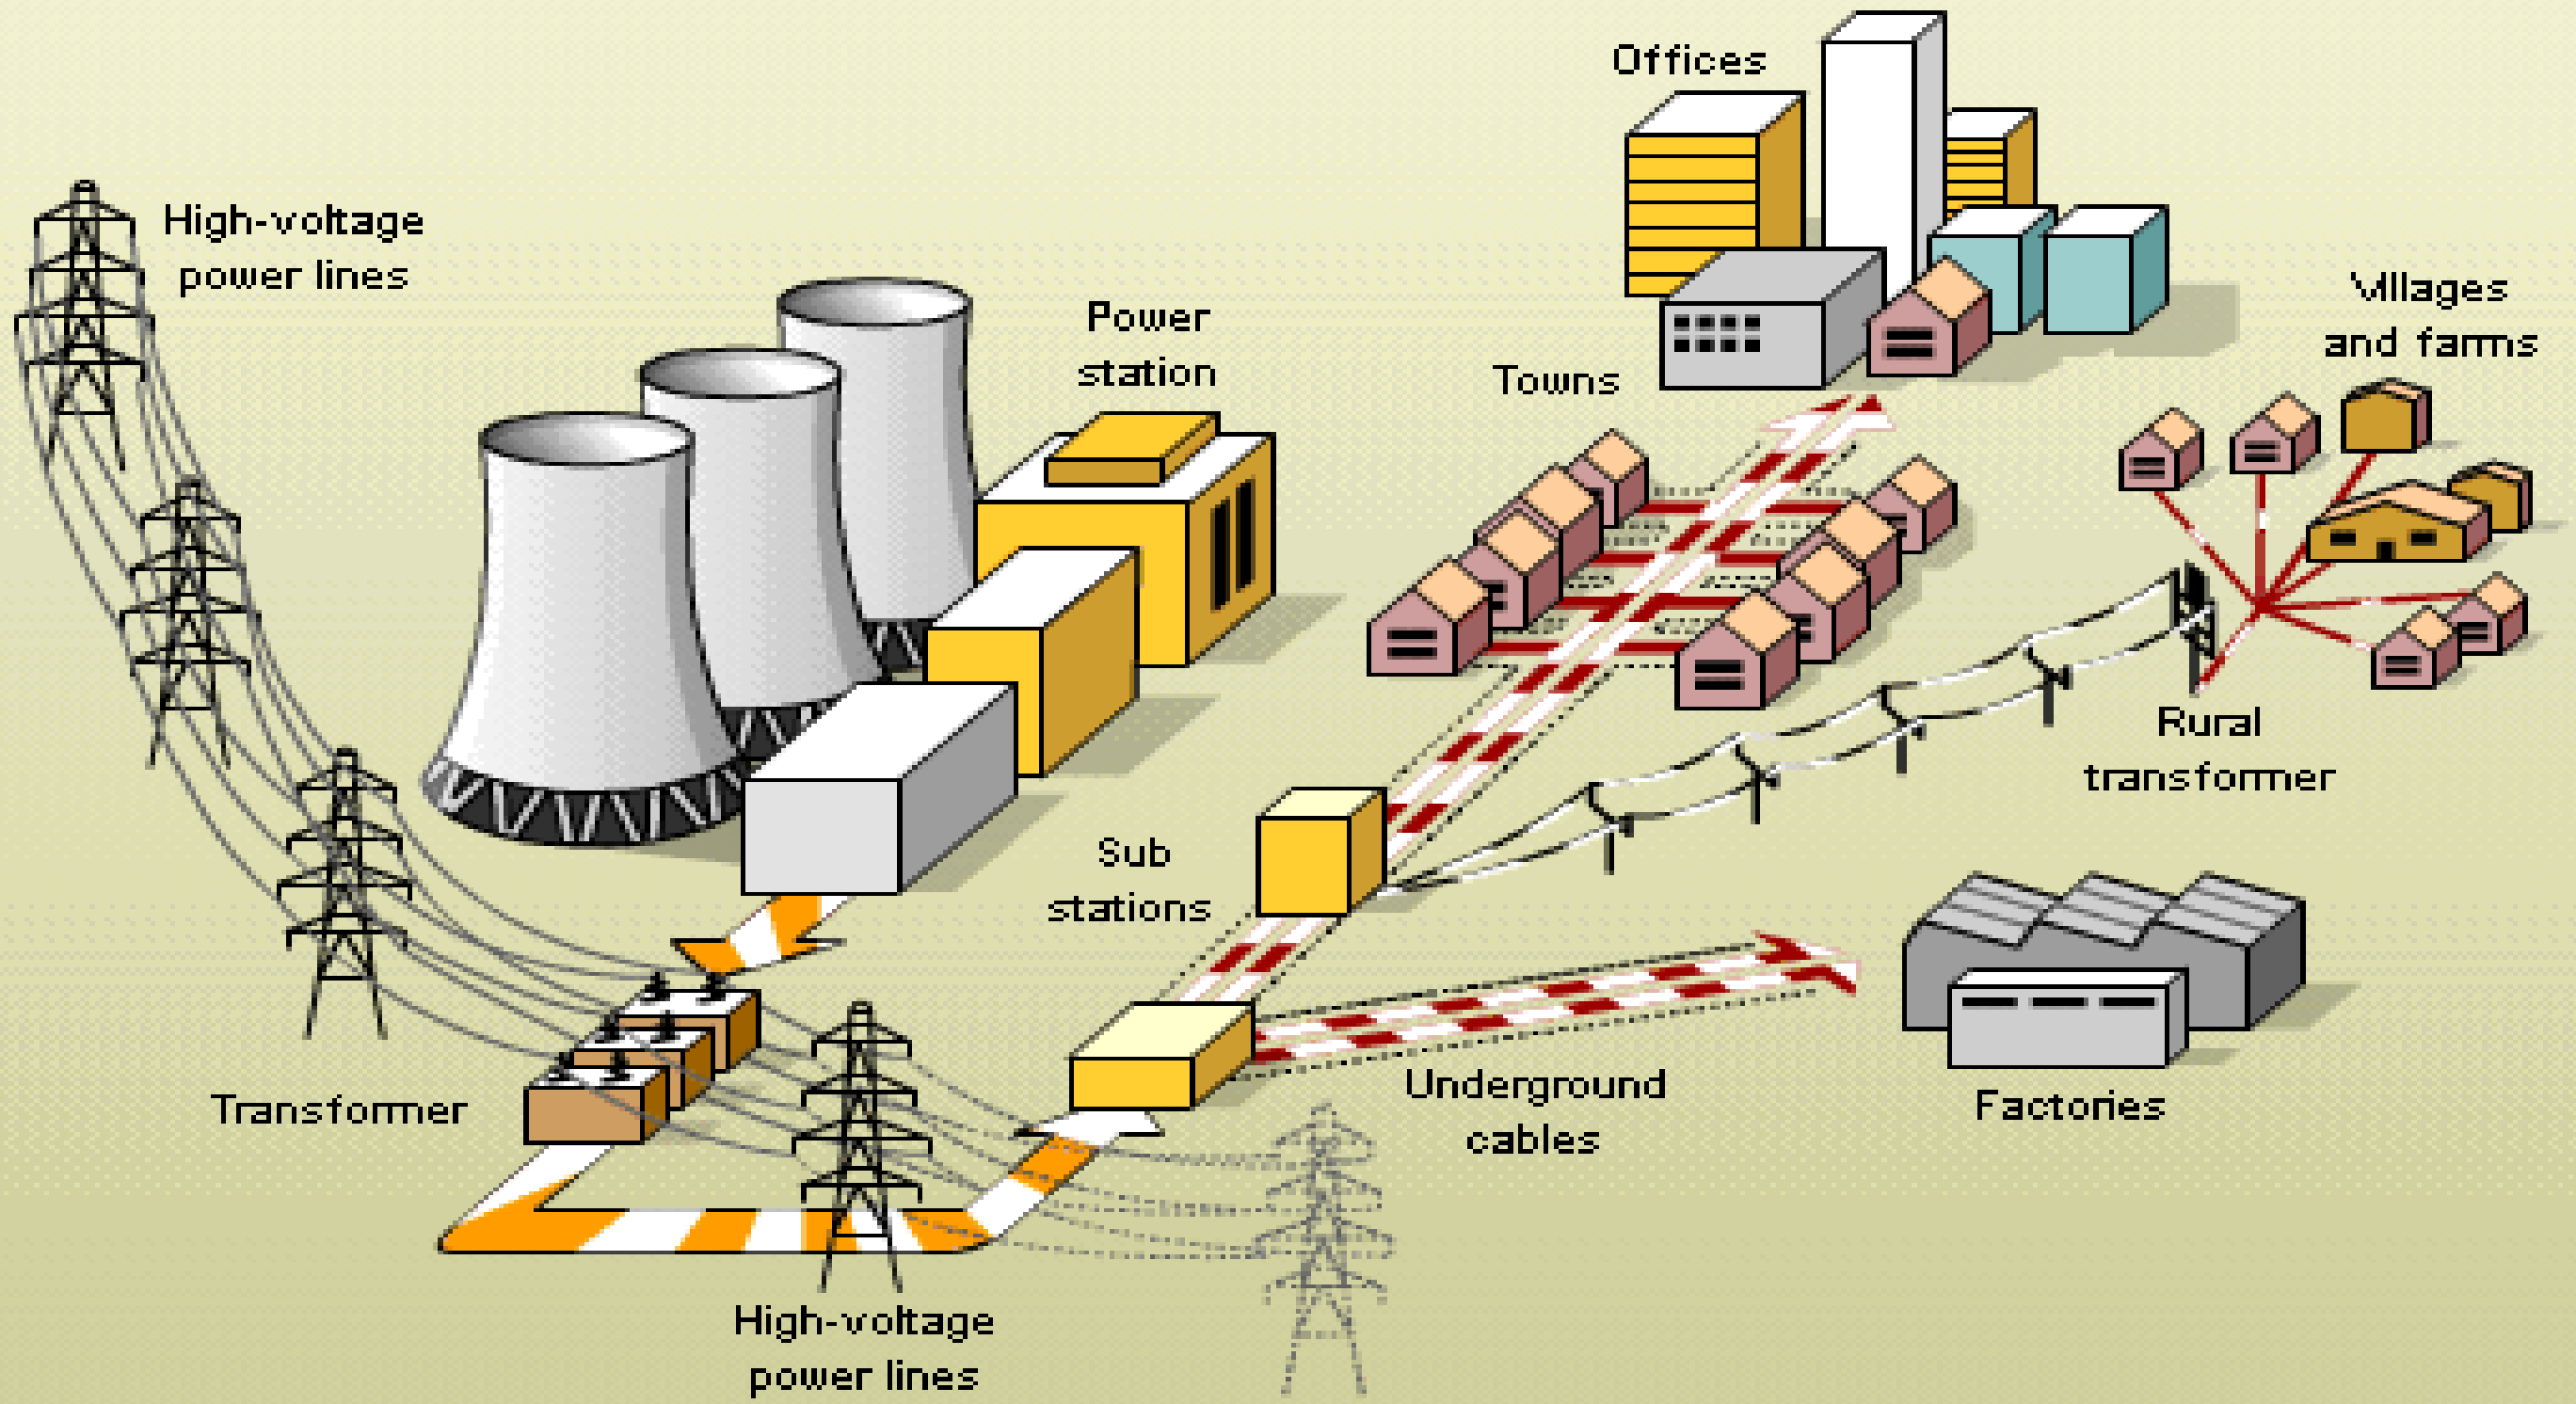 Offices
High-voltage
power lines
Power
station
Villages
and farms
Towns
Rural
transformer
Sub
stations
Transformer
Underground
cables
Factories
High-voltage
power lines